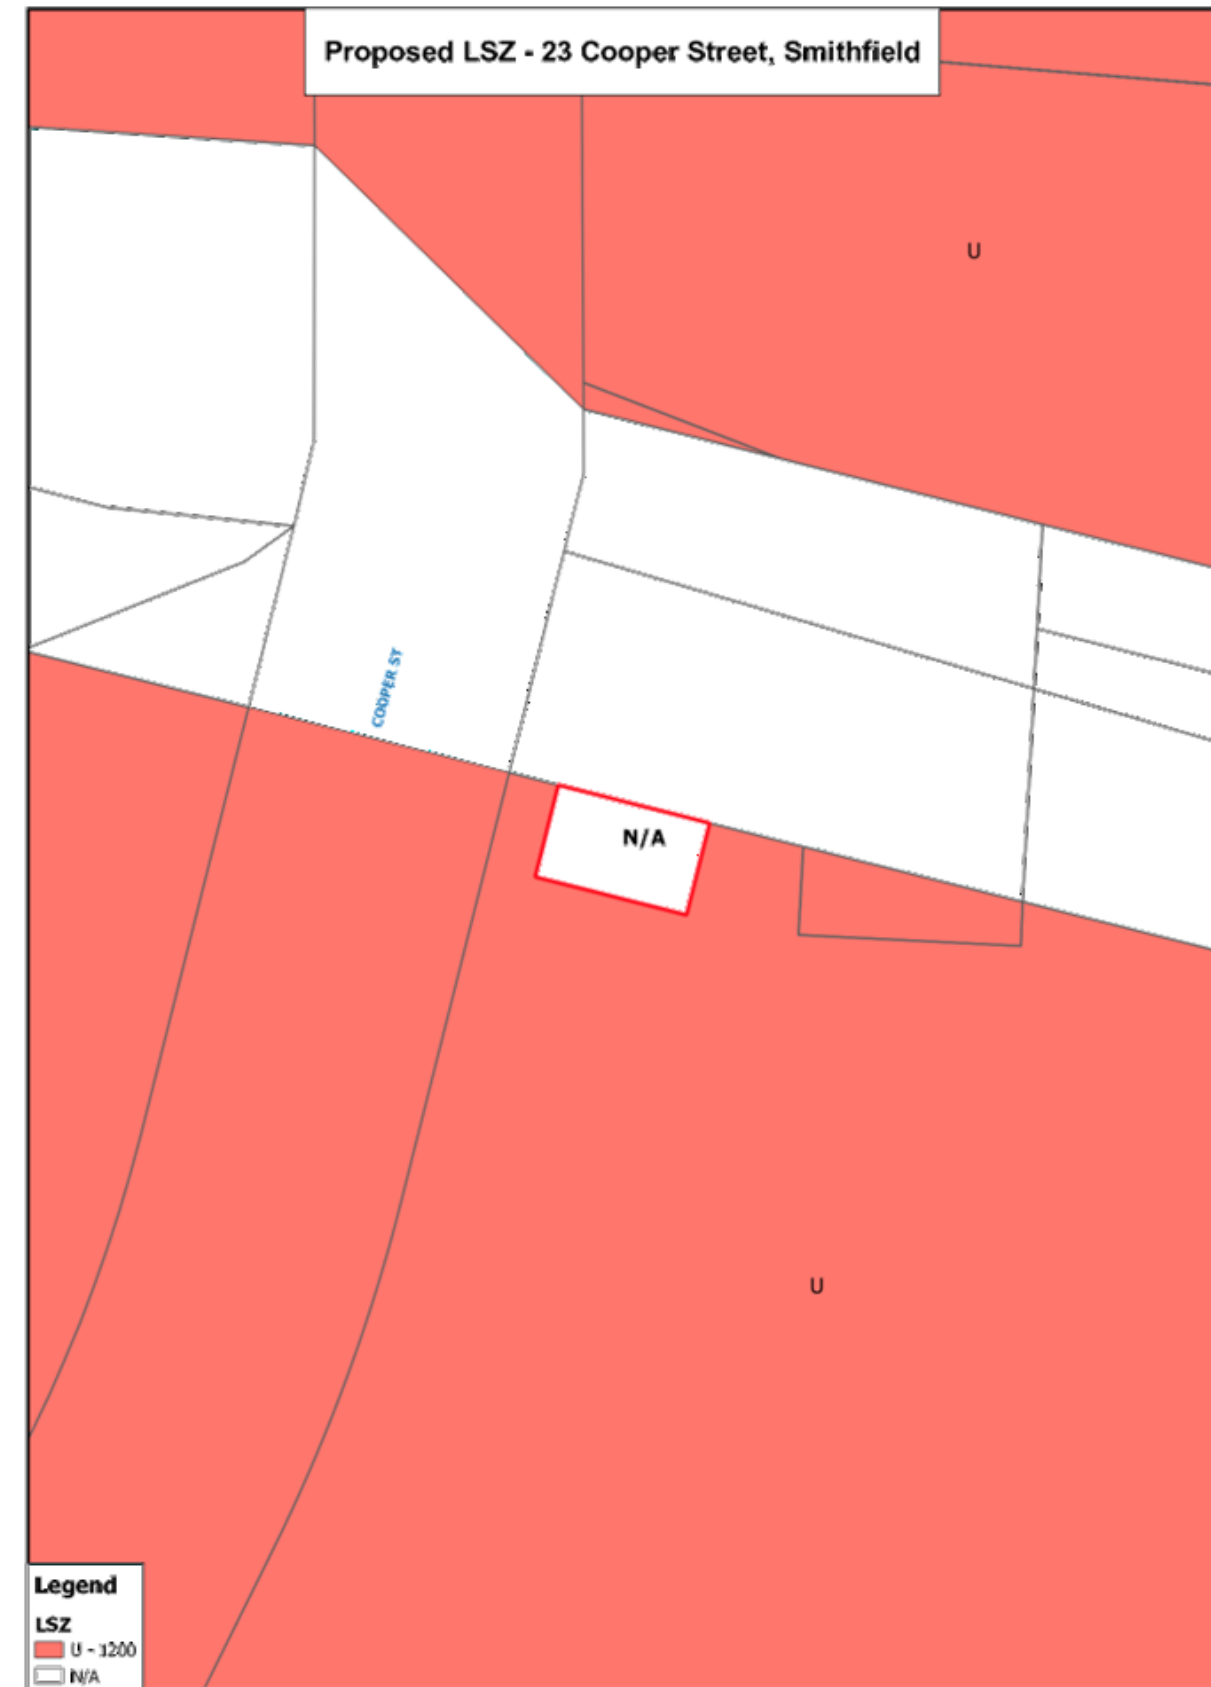 Proposed LSZ - 23 Cooper Street, Smithfield
U
COOPER ST
N/A
U
Legend
LSZ
U - 1200
N/A